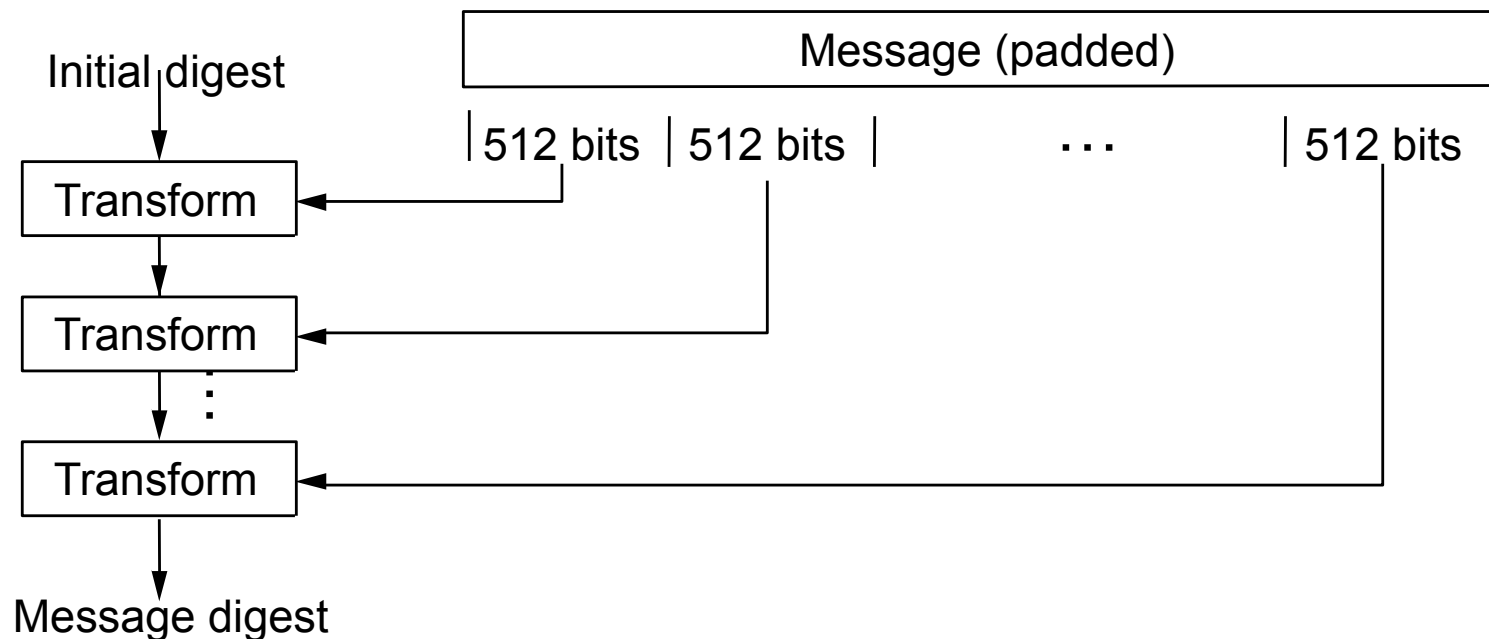 Message (padded)
Initial digest
512 bits 512 bits ... 512 bits
Transform
Transform
Transform
Message digest